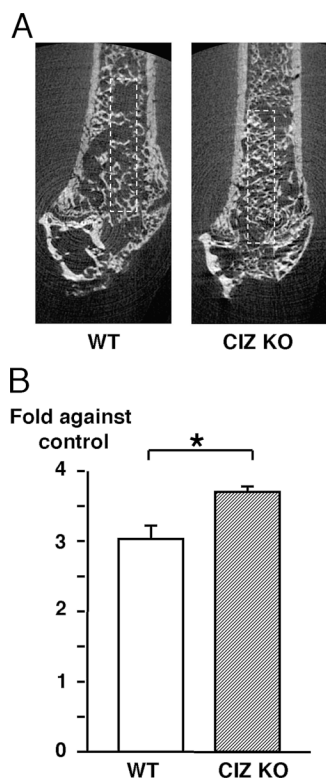 A
WT
CIZ KO
B
Fold against
control
*
4
3
2
1
0
WT
CIZ KO